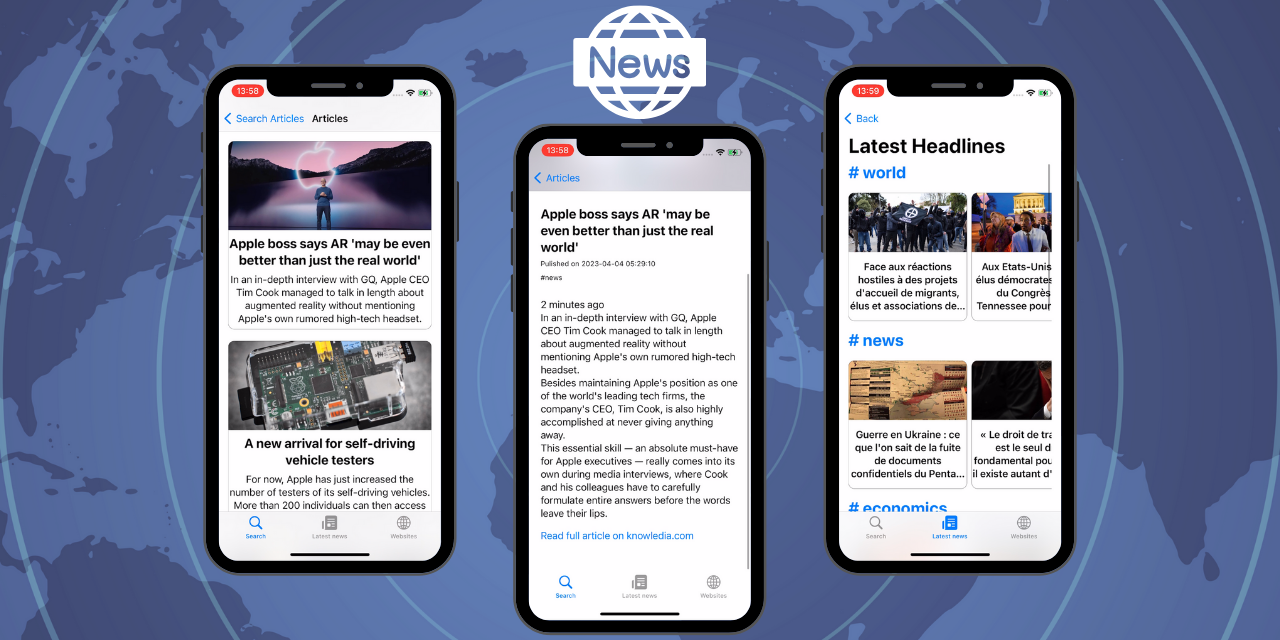 News
13:58
Search Articles Articles
Apple boss says AR 'may be even
better than just the real world'
In an in-depth interview with GQ, Apple CEO
Tim Cook managed to talk in length about
augmented reality without mentioning
Apple's own rumored high-tech headset.
A new arrival for self-driving
vehicle testers
For now, Apple has just increased the
number of testers of its self-driving vehicles.
More than 200 individuals can then access
Search Latest news Websites
13:58
Articles
Apple boss says AR 'may be
even better than just the real
world'
Pulished on 2023-04-04 05:29:10
#news
2 minutes ago
In an in-depth interview with GQ, Apple
CEO Tim Cook managed to talk in length
about augmented reality without
mentioning Apple's own rumored high-tech
headset.
Besides maintaining Apple's position as one
of the world's leading tech firms, the
company's CEO, Tim Cook, is also highly
accomplished at never giving anything
away.
This essential skill — an absolute must-have
for Apple executives — really comes into its
own during media interviews, where Cook
and his colleagues have to carefully
formulate entire answers before the words
leave their lips.
Read full article on knowledia.com
Search Latest news Websites
13:59
Back
Latest Headlines
# world
Face aux réactions
hostiles à des projets
d'accueil de migrants,
élus et associations de...
Aux Etats-Unis
élus démocrates
du Congrès
Tennessee pour
# news
Guerre en Ukraine : ce
que l'on sait de la fuite
de documents
confidentiels du Penta...
« Le droit de tra
est le seul d
fondamental pou
il existe autant d'
# economics
Search Latest news Websites